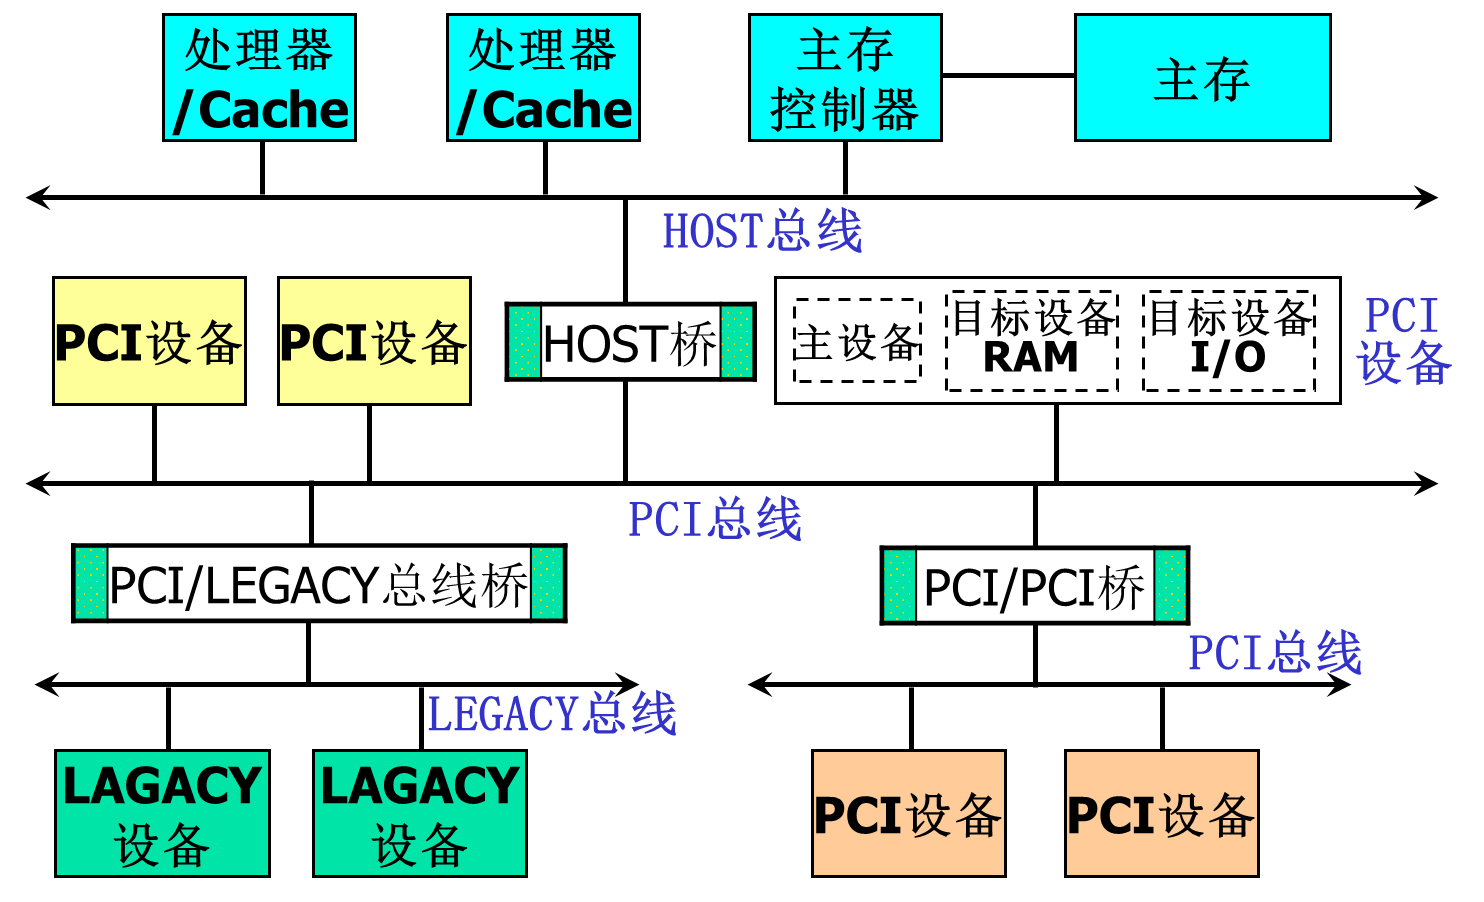 处理器
/Cache
处理器
/Cache
主存
控制器
主存
HOST总线
PCI设备
PCI设备
HOST桥
主设备
目标设备
RAM
目标设备
I/O
PCI
设备
PCI总线
PCI/LEGACY总线桥
PCI/PCI桥
PCI总线
LEGACY总线
LAGACY
设备
LAGACY
设备
PCI设备
PCI设备